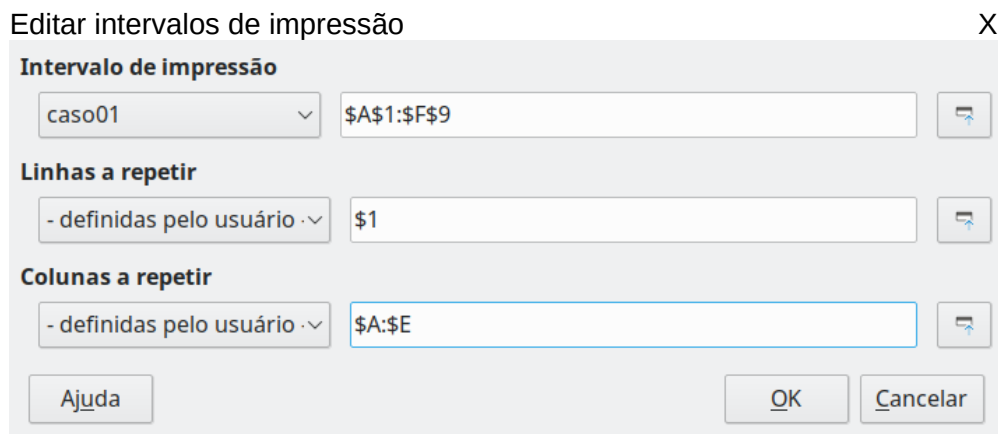 Editar intervalos de impressão X
Intervalo de impressão
caso01 $A$1:$F$9
Linhas a repetir
- definidas pelo usuário - $1
Colunas a repetir
- definidas pelo usuário - $A:$E
Ajuda OK Cancelar